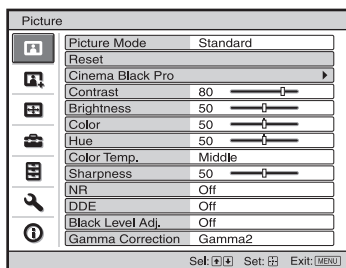 Picture
Picture Mode Standard
Reset
Cinema Black Pro
Contrast 80
Brightness 50
Color 50
Hue 50
Color Temp. Middle
Sharpness 50
NR Off
DDE Off
Black Level Adj. Off
Gamma Correction Gamma2
Sel: Set: Exit: MENU